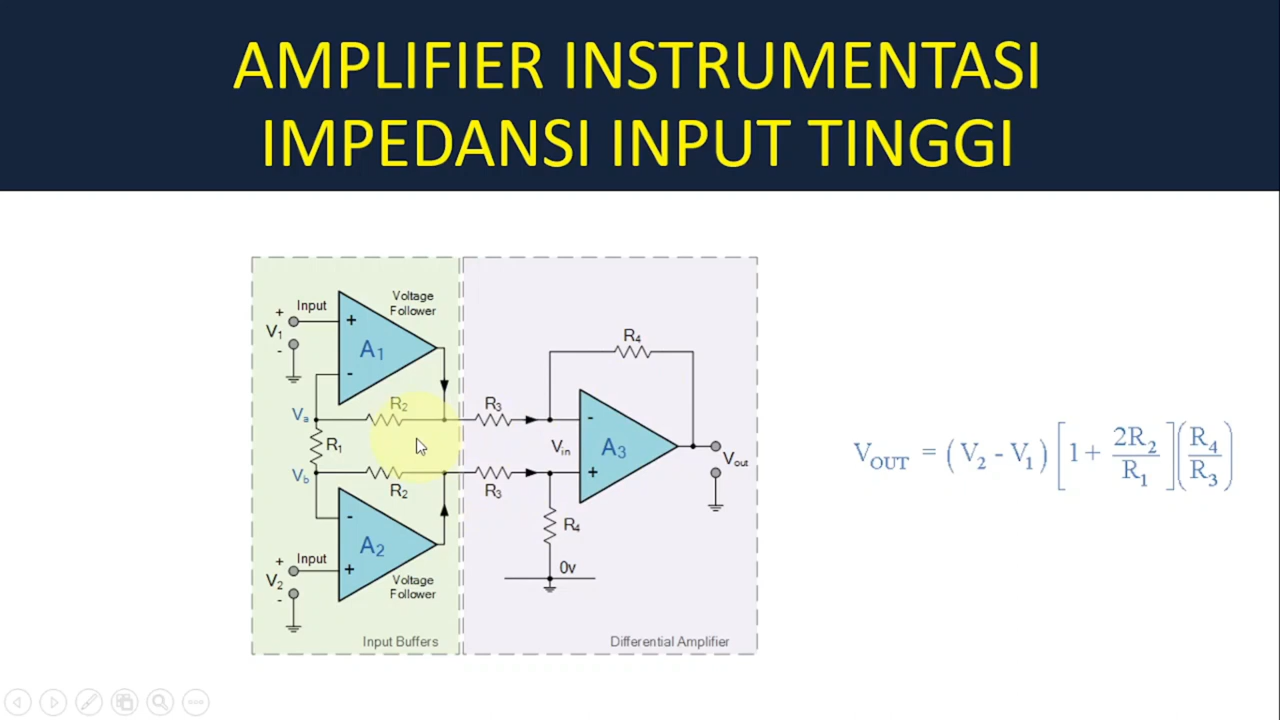 AMPLIFIER INSTRUMENTASI
IMPEDANSI INPUT TINGGI
Voltage
Follower
+ Input
V1
-
+
A1
-
R2
R3
R4
Va
R1
Vb
R2
R3
Vin
-
A3
+
Vout
-
A2
+
R4
0v
+ Input
V2
-
Voltage
Follower
Input Buffers
Differential Amplifier
VOUT = (V2 - V1) [1 + 2R2/R1] (R4/R3)